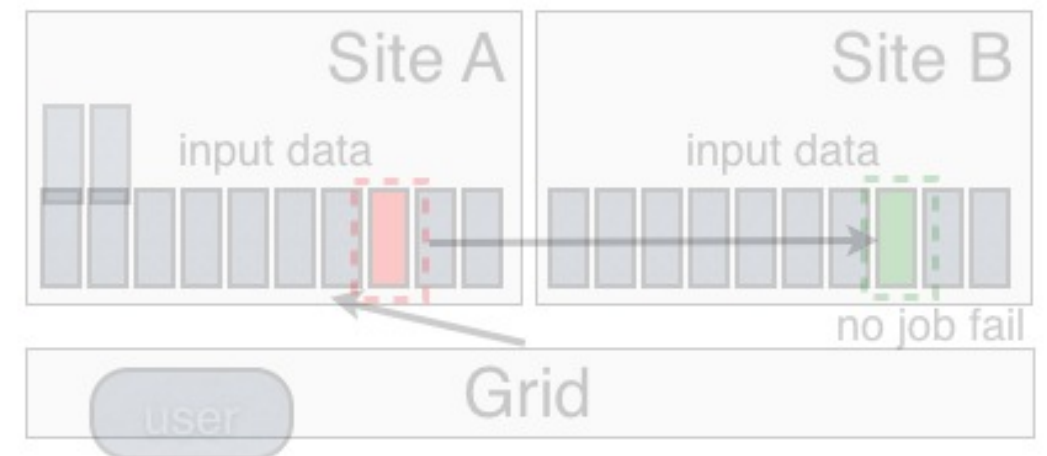 Site A
Site B
input data
input data
no job fail
Grid
user